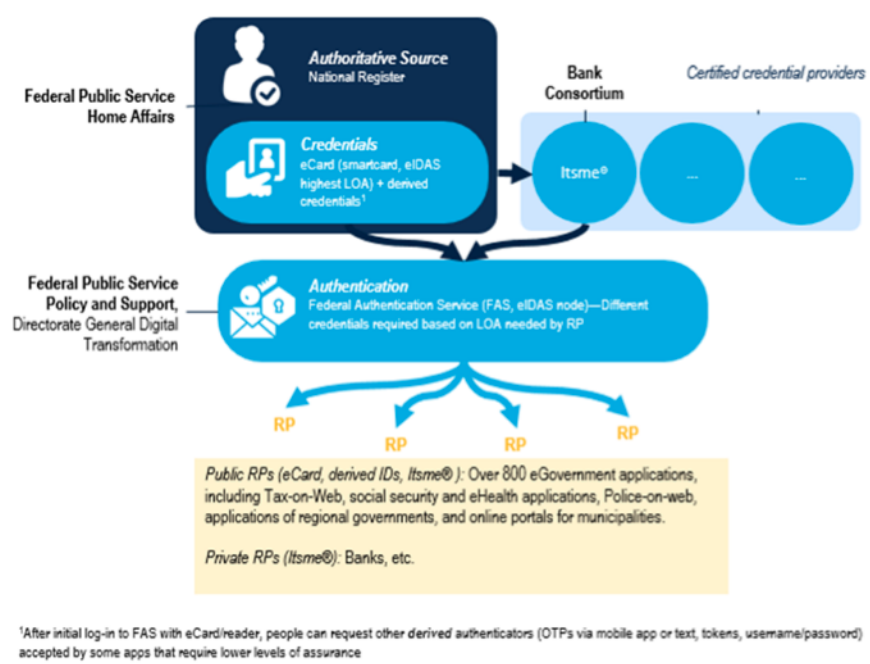 Authoritative Source
National Register
Federal Public Service
Home Affairs
Credentials
eCard (smartcard, eIDAS
highest LOA) + derived
credentials¹
Bank
Consortium
Certified credential providers
Itsme®
...
...
Federal Public Service
Policy and Support,
Directorate General Digital
Transformation
Authentication
Federal Authentication Service (FAS, eIDAS node)—Different
credentials required based on LOA needed by RP
RP
RP
RP
RP
Public RPs (eCard, derived IDs, Itsme® ): Over 800 eGovernment applications,
including Tax-on-Web, social security and eHealth applications, Police-on-web,
applications of regional governments, and online portals for municipalities.
Private RPs (Itsme®): Banks, etc.
¹After initial log-in to FAS with eCard/reader, people can request other derived authenticators (OTPs via mobile app or text, tokens, username/password)
accepted by some apps that require lower levels of assurance